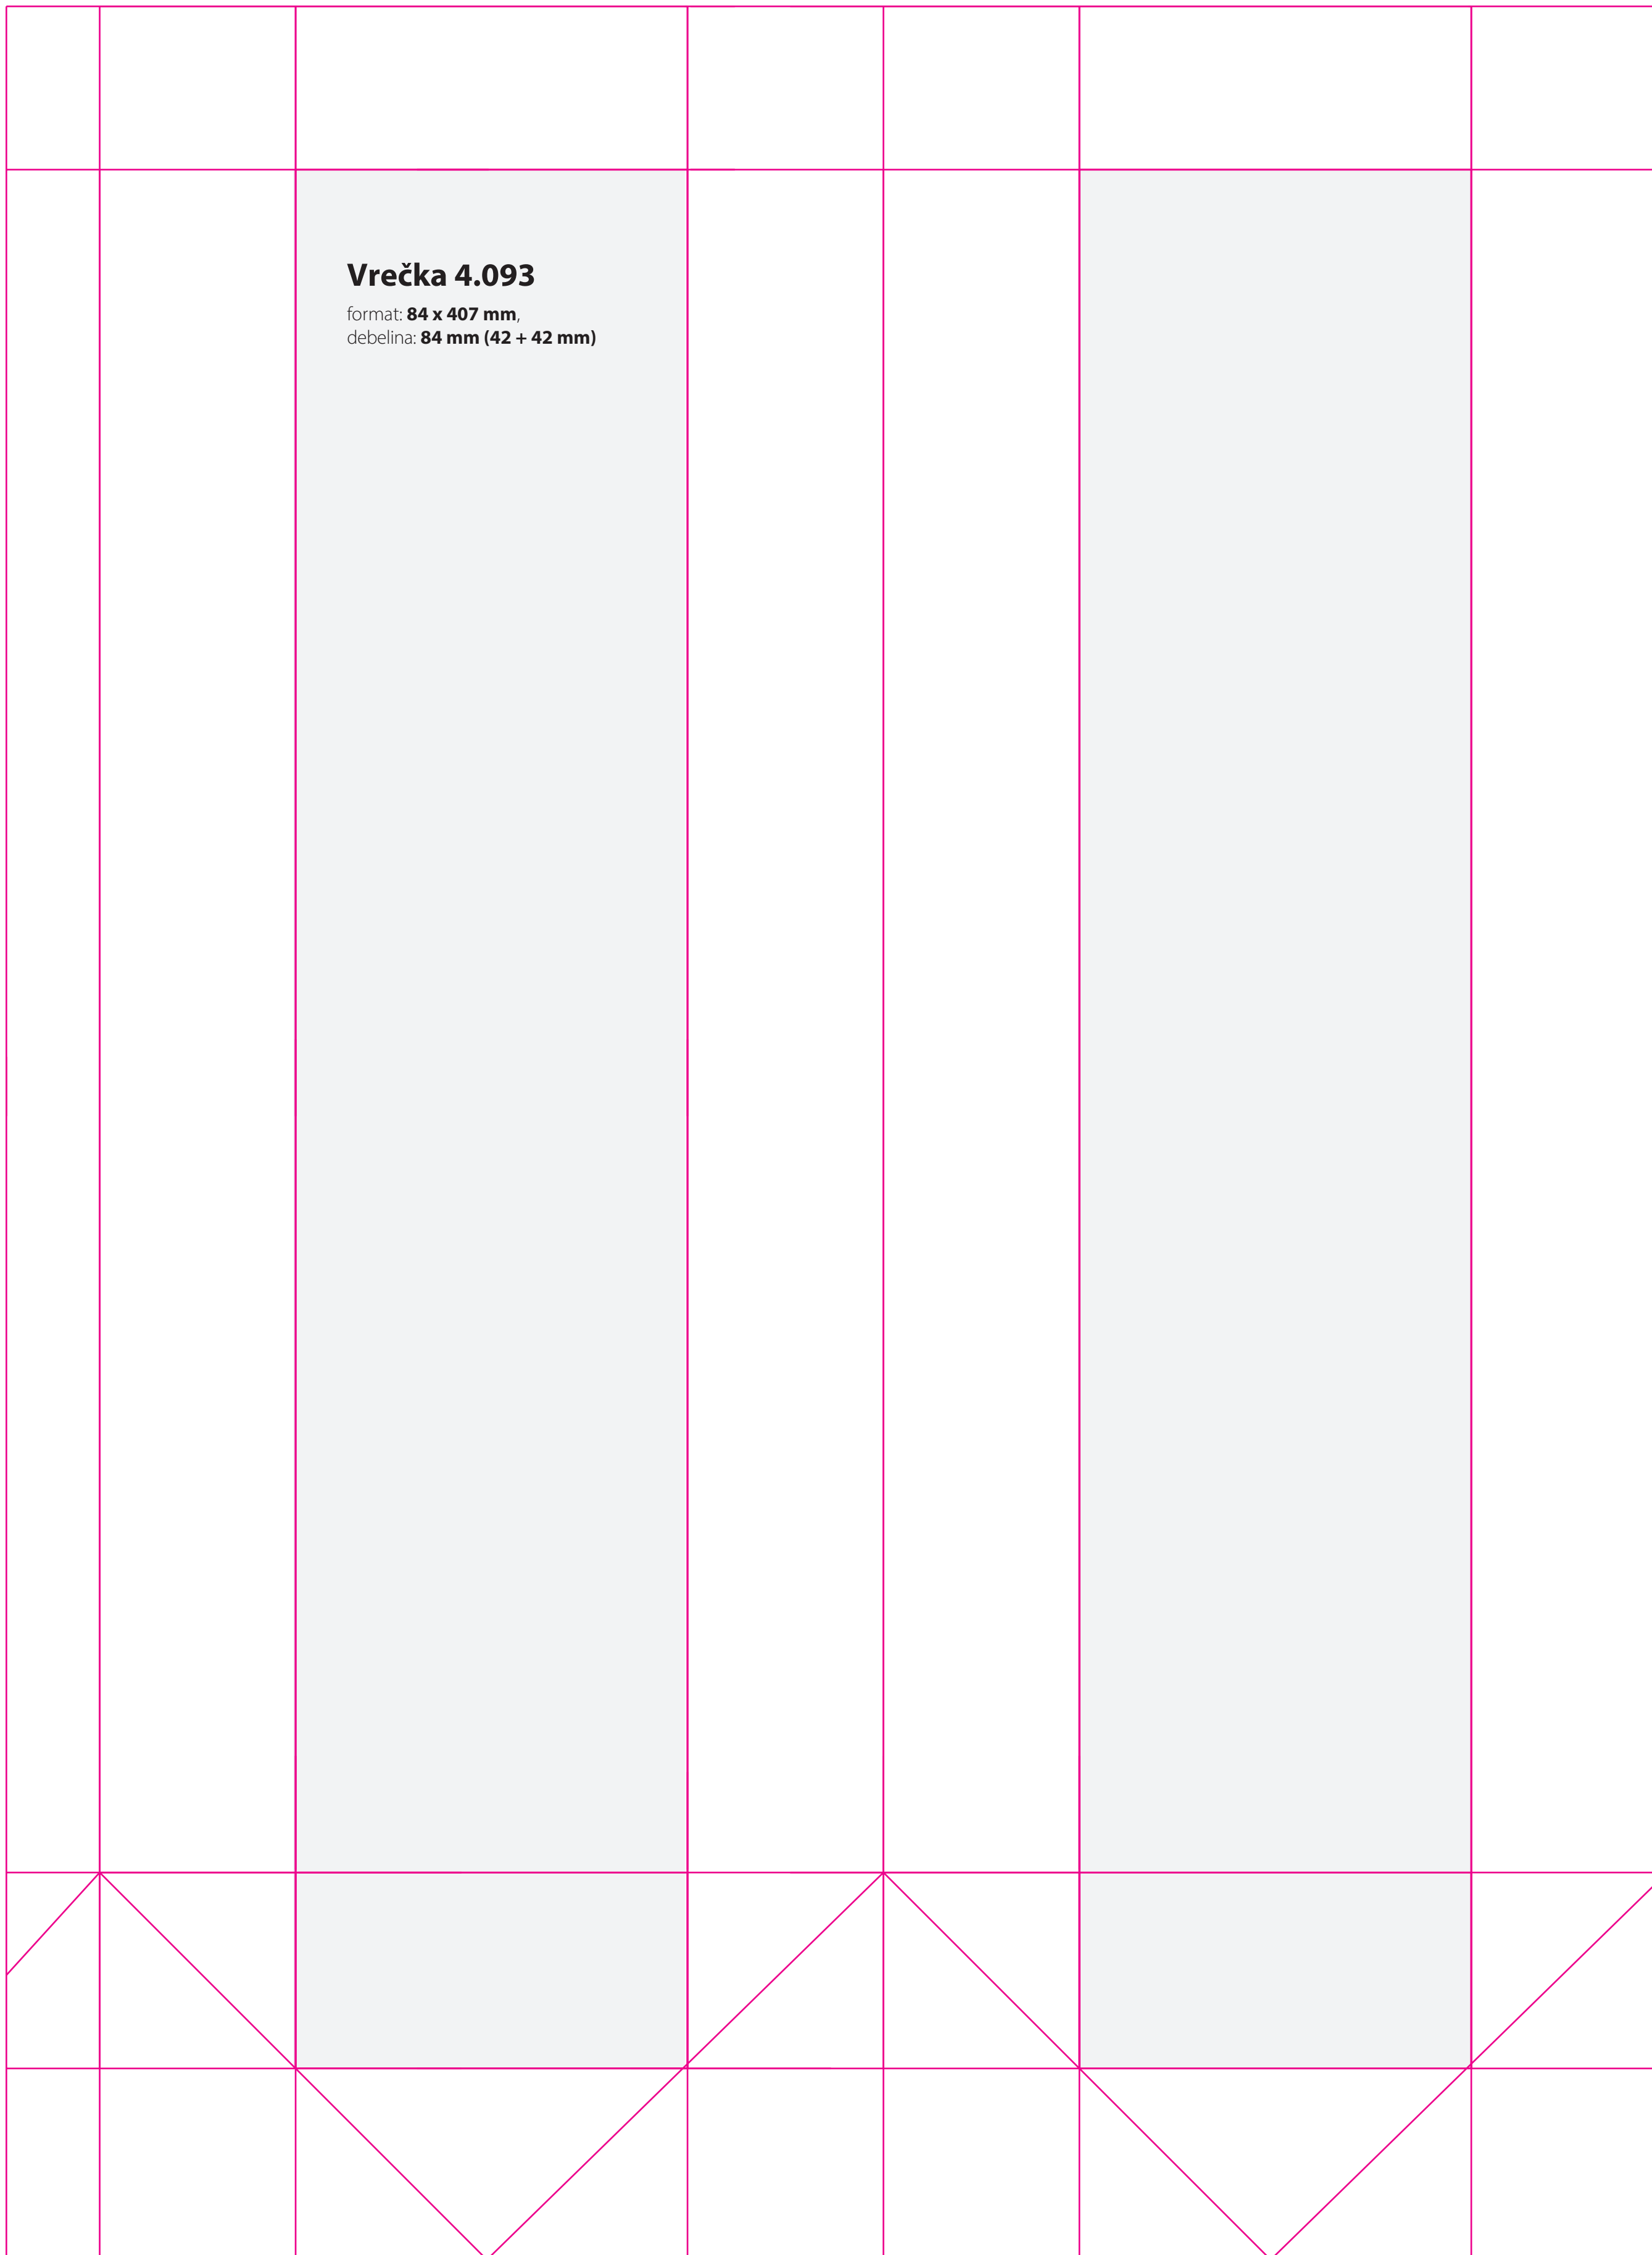 Vrečka 4.093
format: 84 x 407 mm,
debelina: 84 mm (42 + 42 mm)